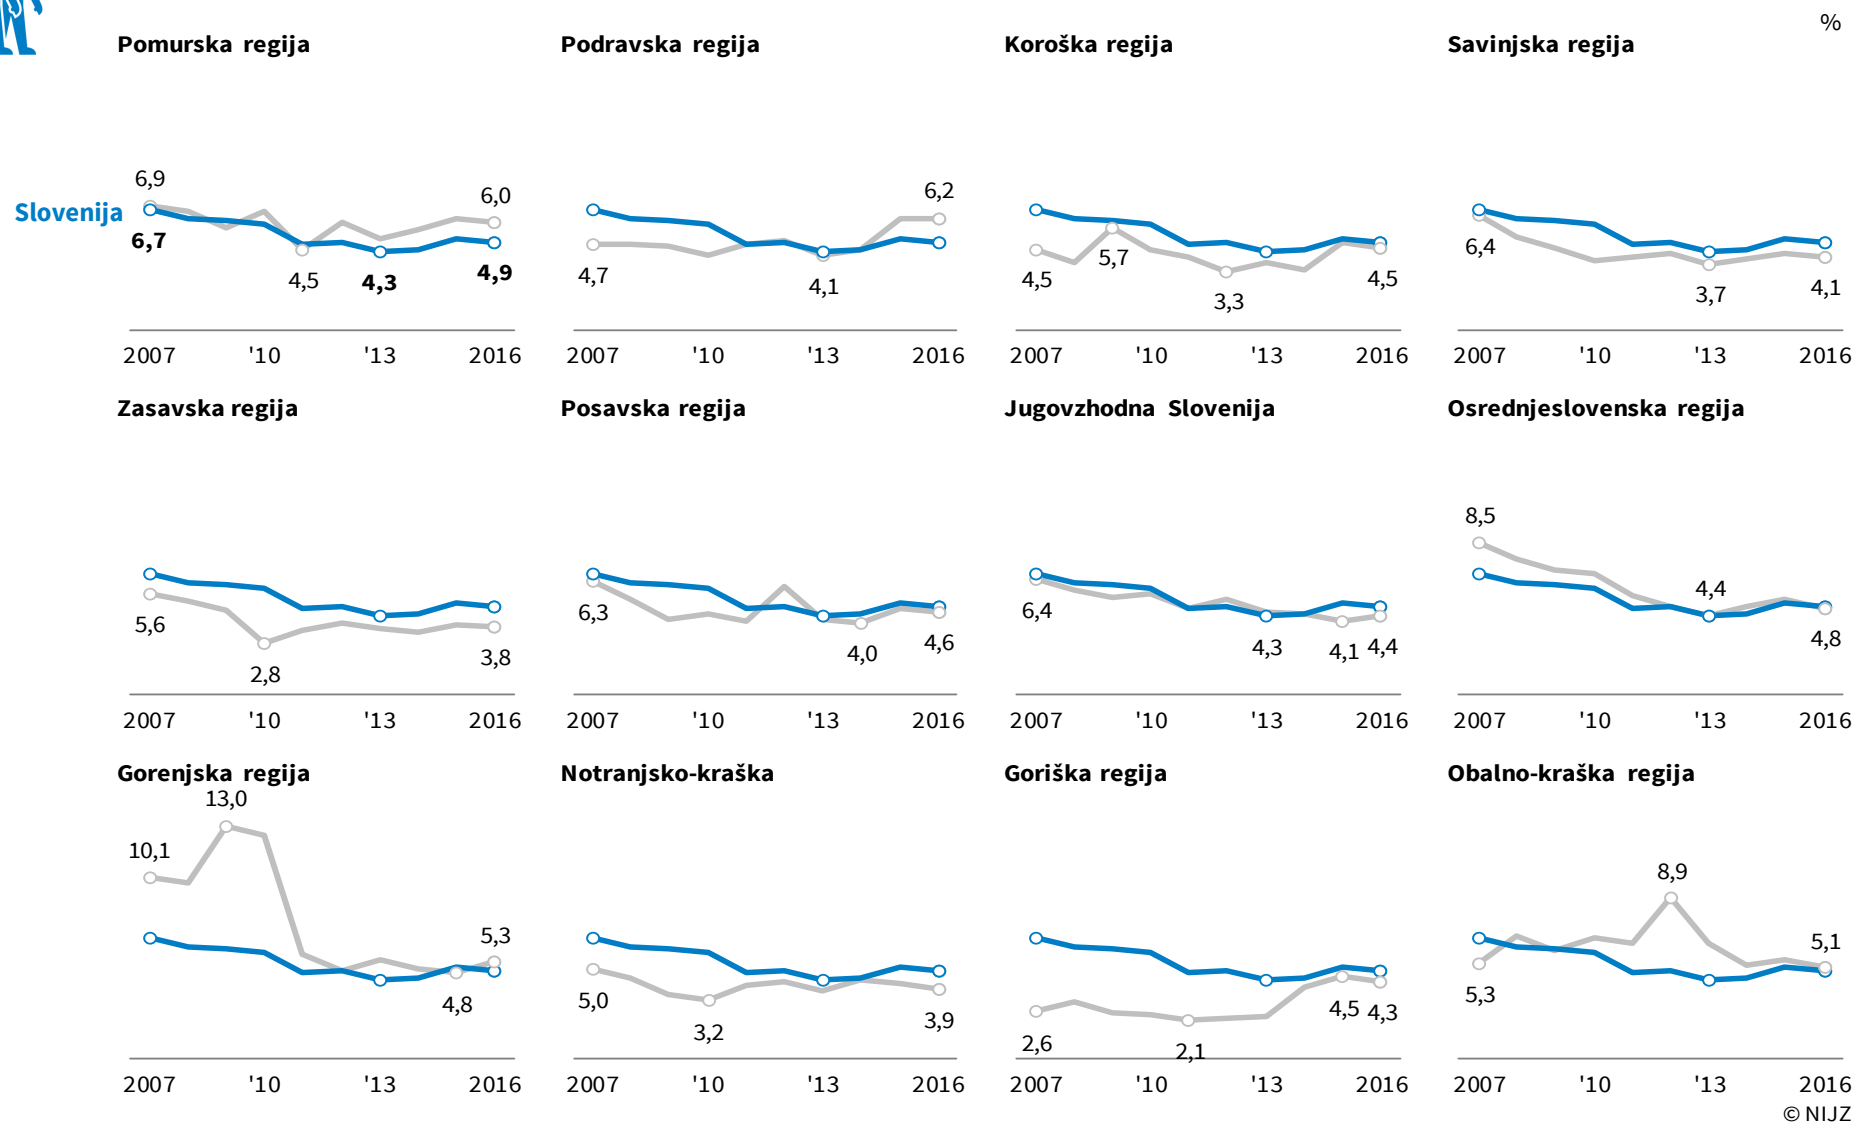 %
Pomurska regija
Podravska regija
Koroška regija
Savinjska regija
Slovenija
6,9
6,7
4,5
4,3
6,0
4,9
4,7
4,1
6,2
4,5
5,7
3,3
4,5
6,4
3,7
4,1
2007 '10 '13 2016
2007 '10 '13 2016
2007 '10 '13 2016
2007 '10 '13 2016
Zasavska regija
Posavska regija
Jugovzhodna Slovenija
Osrednjeslovenska regija
5,6
2,8
3,8
6,3
4,0
4,6
6,4
4,3
4,1
4,4
8,5
4,4
4,8
2007 '10 '13 2016
2007 '10 '13 2016
2007 '10 '13 2016
2007 '10 '13 2016
Gorenjska regija
Notranjsko-kraška
Goriška regija
Obalno-kraška regija
10,1
13,0
4,8
5,3
5,0
3,2
3,9
2,6
2,1
4,5
4,3
5,3
8,9
5,1
2007 '10 '13 2016
2007 '10 '13 2016
2007 '10 '13 2016
2007 '10 '13 2016
© NIJZ